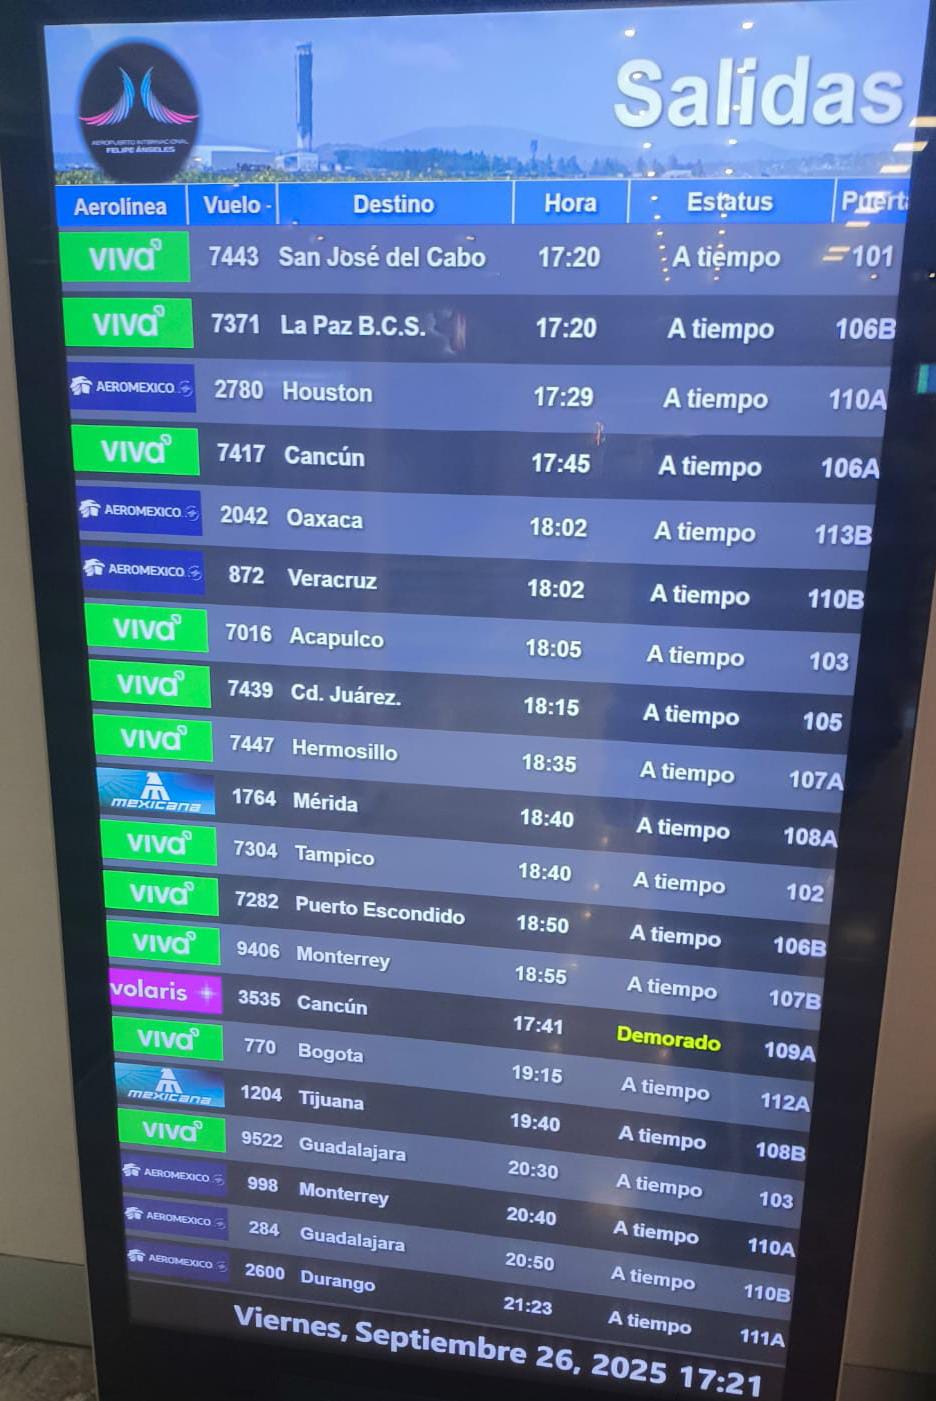 AEROPUERTO INTERNACIONAL
FELIPE ÁNGELES
Salidas
Aerolínea Vuelo Destino Hora Estatus Puerta
viva 7443 San José del Cabo 17:20 A tiempo 101
viva 7371 La Paz B.C.S. 17:20 A tiempo 106B
AEROMEXICO 2780 Houston 17:29 A tiempo 110A
viva 7417 Cancún 17:45 A tiempo 106A
AEROMEXICO 2042 Oaxaca 18:02 A tiempo 113B
AEROMEXICO 872 Veracruz 18:02 A tiempo 110B
viva 7016 Acapulco 18:05 A tiempo 103
viva 7439 Cd. Juárez. 18:15 A tiempo 105
viva 7447 Hermosillo 18:35 A tiempo 107A
mexicana 1764 Mérida 18:40 A tiempo 108A
viva 7304 Tampico 18:40 A tiempo 102
viva 7282 Puerto Escondido 18:50 A tiempo 106B
viva 9406 Monterrey 18:55 A tiempo 107B
volaris 3535 Cancún 17:41 Demorado 109A
viva 770 Bogota 19:15 A tiempo 112A
mexicana 1204 Tijuana 19:40 A tiempo 108B
viva 9522 Guadalajara 20:30 A tiempo 103
AEROMEXICO 998 Monterrey 20:40 A tiempo 110A
AEROMEXICO 284 Guadalajara 20:50 A tiempo 110B
AEROMEXICO 2600 Durango 21:23 A tiempo 111A
Viernes, Septiembre 26, 2025 17:21